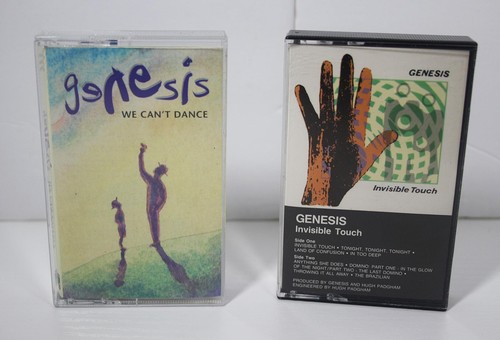 genesis
WE CAN'T DANCE
GENESIS
Invisible Touch
GENESIS
Invisible Touch
Side One
INVISIBLE TOUCH • TONIGHT, TONIGHT, TONIGHT •
LAND OF CONFUSION • IN TOO DEEP
Side Two
ANYTHING SHE DOES • DOMINO: PART ONE - IN THE GLOW
OF THE NIGHT/PART TWO - THE LAST DOMINO •
THROWING IT ALL AWAY • THE BRAZILIAN
PRODUCED BY GENESIS AND HUGH PADGHAM
ENGINEERED BY HUGH PADGHAM